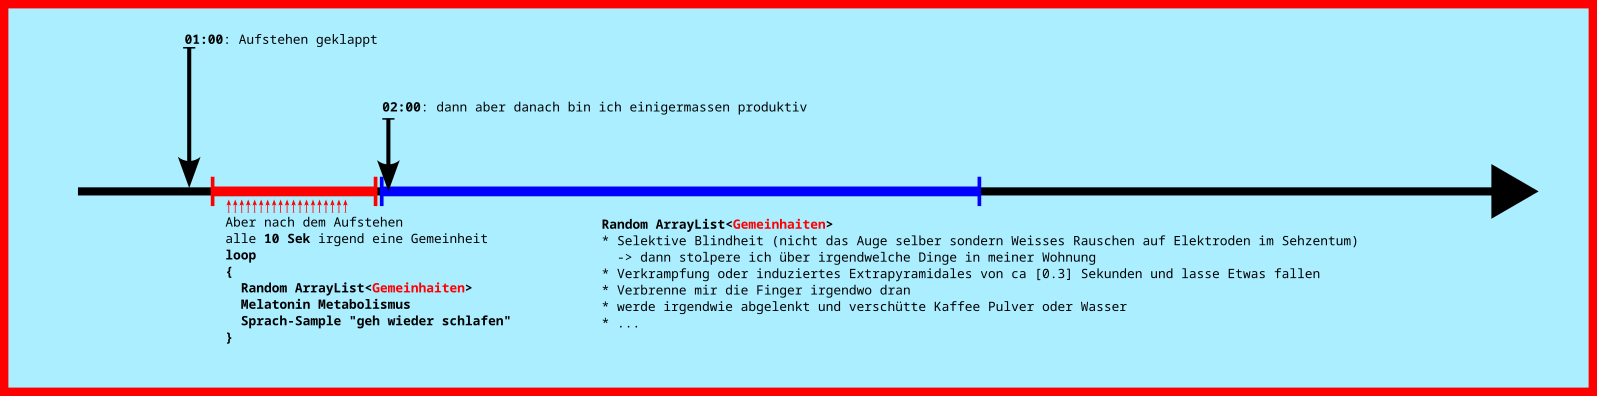 01:00: Aufstehen geklappt
02:00: dann aber danach bin ich einigermassen produktiv
Aber nach dem Aufstehen
alle 10 Sek irgend eine Gemeinheit
loop
{
Random ArrayList<Gemeinhaiten>
Melatonin Metabolismus
Sprach-Sample "geh wieder schlafen"
}
Random ArrayList<Gemeinhaiten>
* Selektive Blindheit (nicht das Auge selber sondern Weisses Rauschen auf Elektroden im Sehzentum)
-> dann stolpere ich über irgendwelche Dinge in meiner Wohnung
* Verkrampfung oder induziertes Extrapyramidales von ca [0.3] Sekunden und lasse Etwas fallen
* Verbrenne mir die Finger irgendwo dran
* werde irgendwie abgelenkt und verschütte Kaffee Pulver oder Wasser
* ...